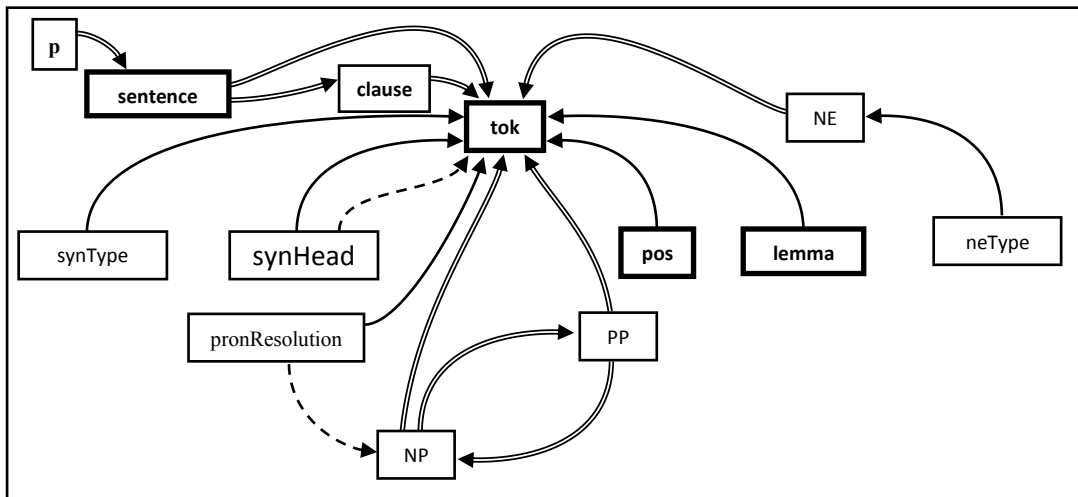 p
sentence
clause
tok
NE
synType
synHead
pos
lemma
neType
pronResolution
PP
NP